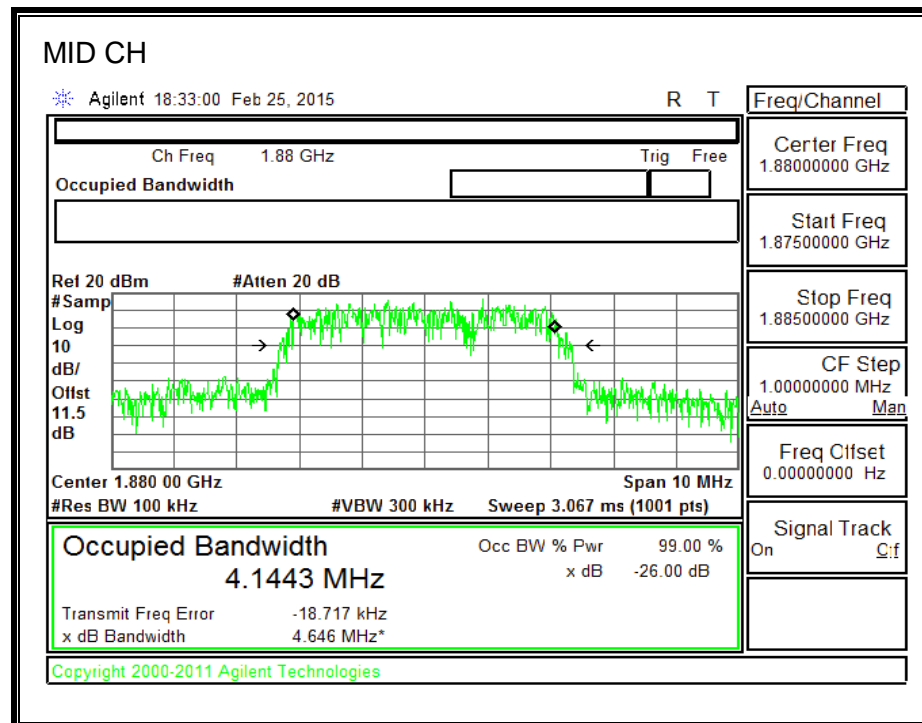 MID CH
Agilent 18:33:00 Feb 25, 2015 R T
Freq/Channel
Ch Freq 1.88 GHz Trig Free
Occupied Bandwidth
Center Freq
1.88000000 GHz
Start Freq
1.87500000 GHz
Stop Freq
1.88500000 GHz
CF Step
1.00000000 MHz
Auto Man
Freq Offset
0.00000000 Hz
Signal Track
On Off
Ref 20 dBm #Atten 20 dB
#Samp
Log
10
dB/
Offst
11.5
dB
Center 1.880 00 GHz Span 10 MHz
#Res BW 100 kHz #VBW 300 kHz Sweep 3.067 ms (1001 pts)
Occupied Bandwidth
4.1443 MHz
Occ BW % Pwr 99.00 %
x dB -26.00 dB
Transmit Freq Error -18.717 kHz
x dB Bandwidth 4.646 MHz*
Copyright 2000-2011 Agilent Technologies